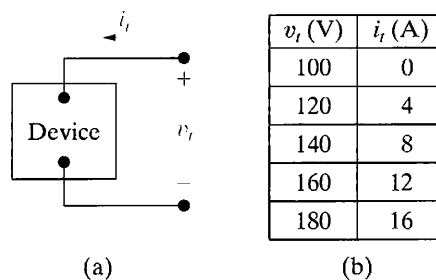 i_t
+
Device
v_t
–
(a)
v_t (V) i_t (A)
100 0
120 4
140 8
160 12
180 16
(b)